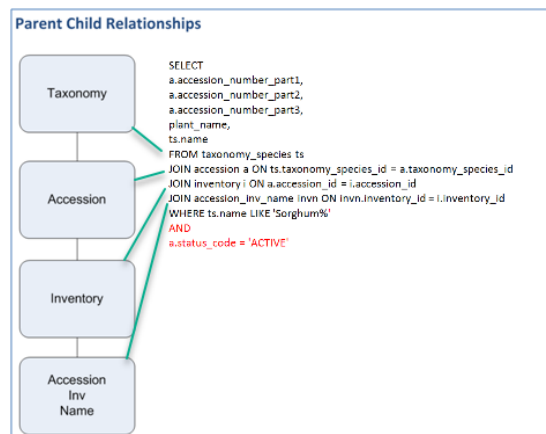 Parent Child Relationships
Taxonomy
Accession
Inventory
Accession
Inv
Name
SELECT
a.accession_number_part1,
a.accession_number_part2,
a.accession_number_part3,
plant_name,
ts.name
FROM taxonomy_species ts
JOIN accession a ON ts.taxonomy_species_id = a.taxonomy_species_id
JOIN inventory i ON a.accession_id = i.accession_id
JOIN accession_inv_name invn ON invn.inventory_id = i.inventory_id
WHERE ts.name LIKE 'Sorghum%'
AND
a.status_code = 'ACTIVE'